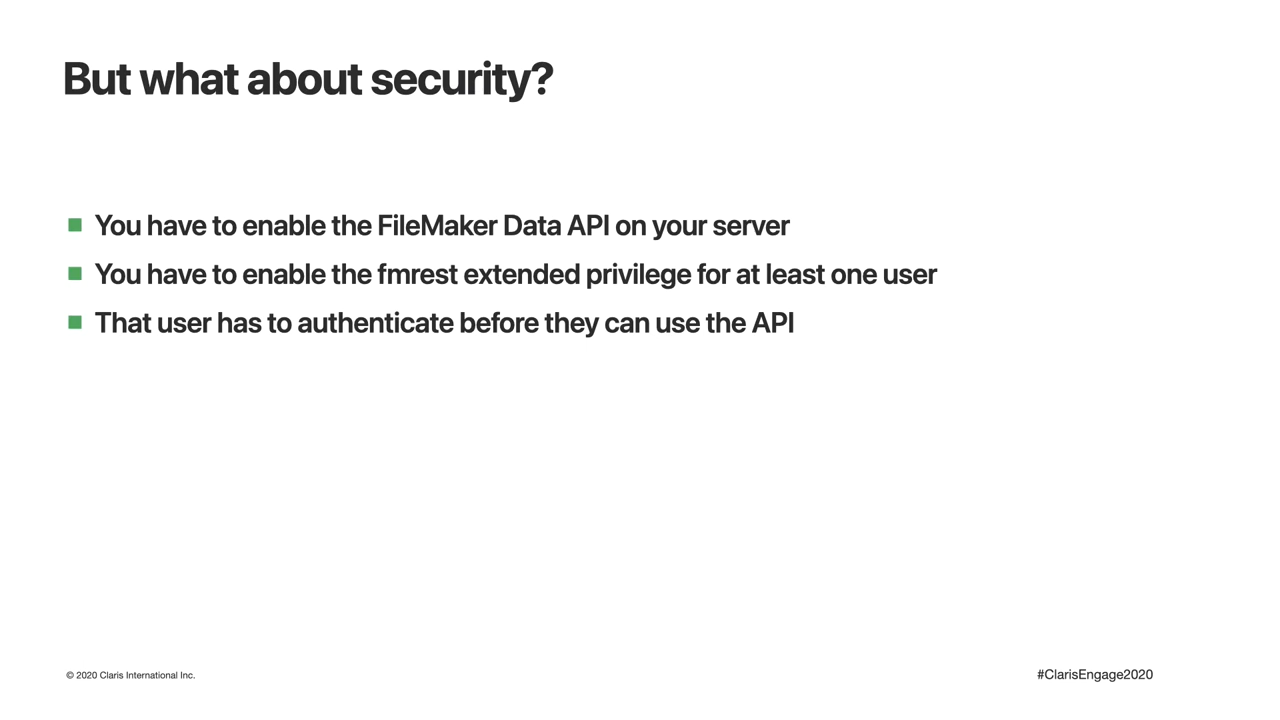 But what about security?
You have to enable the FileMaker Data API on your server
You have to enable the fmrest extended privilege for at least one user
That user has to authenticate before they can use the API
© 2020 Claris International Inc.
#ClarisEngage2020